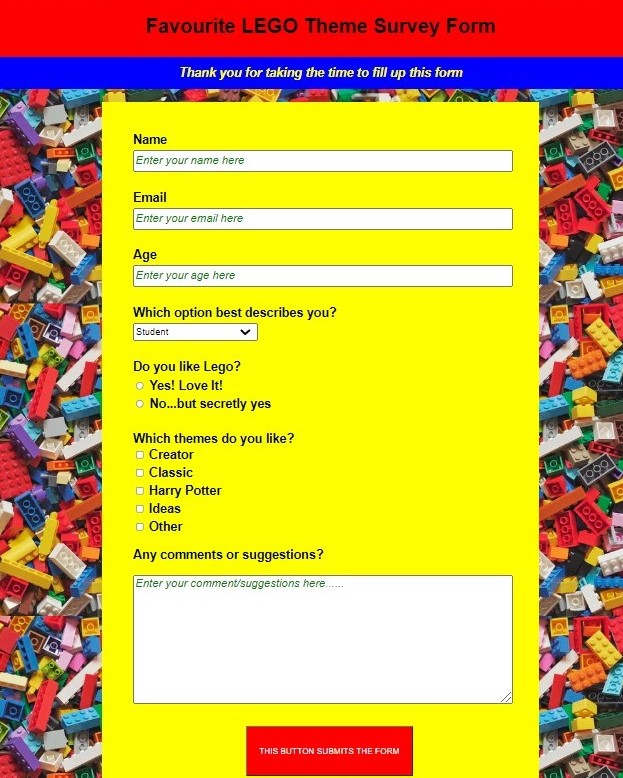 Favourite LEGO Theme Survey Form
Thank you for taking the time to fill up this form
Name
Enter your name here
Email
Enter your email here
Age
Enter your age here
Which option best describes you?
Student
Do you like Lego?
Yes! Love It!
No...but secretly yes
Which themes do you like?
Creator
Classic
Harry Potter
Ideas
Other
Any comments or suggestions?
Enter your comment/suggestions here......
THIS BUTTON SUBMITS THE FORM